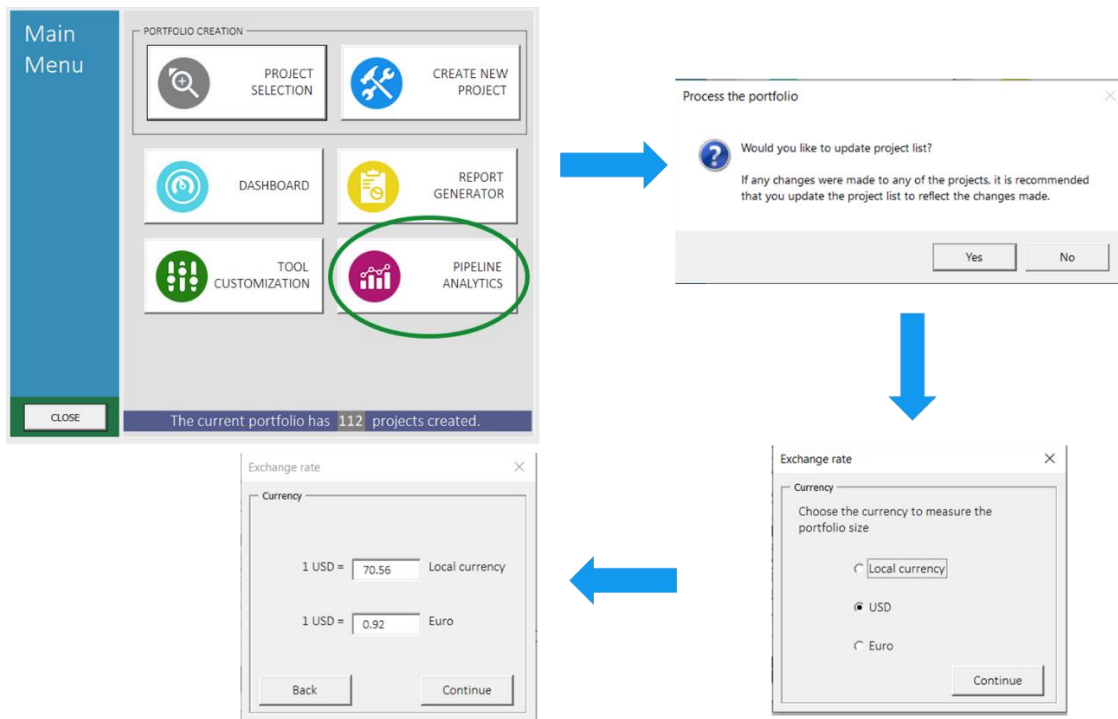 Main
Menu
PORTFOLIO CREATION
PROJECT
SELECTION
CREATE NEW
PROJECT
DASHBOARD
REPORT
GENERATOR
TOOL
CUSTOMIZATION
PIPELINE
ANALYTICS
CLOSE
The current portfolio has 112 projects created.
Process the portfolio
Would you like to update project list?
If any changes were made to any of the projects, it is recommended
that you update the project list to reflect the changes made.
Yes
No
Exchange rate
Currency
Choose the currency to measure the
portfolio size
Local currency
USD
Euro
Continue
Exchange rate
Currency
1 USD = 70.56 Local currency
1 USD = 0.92 Euro
Back
Continue